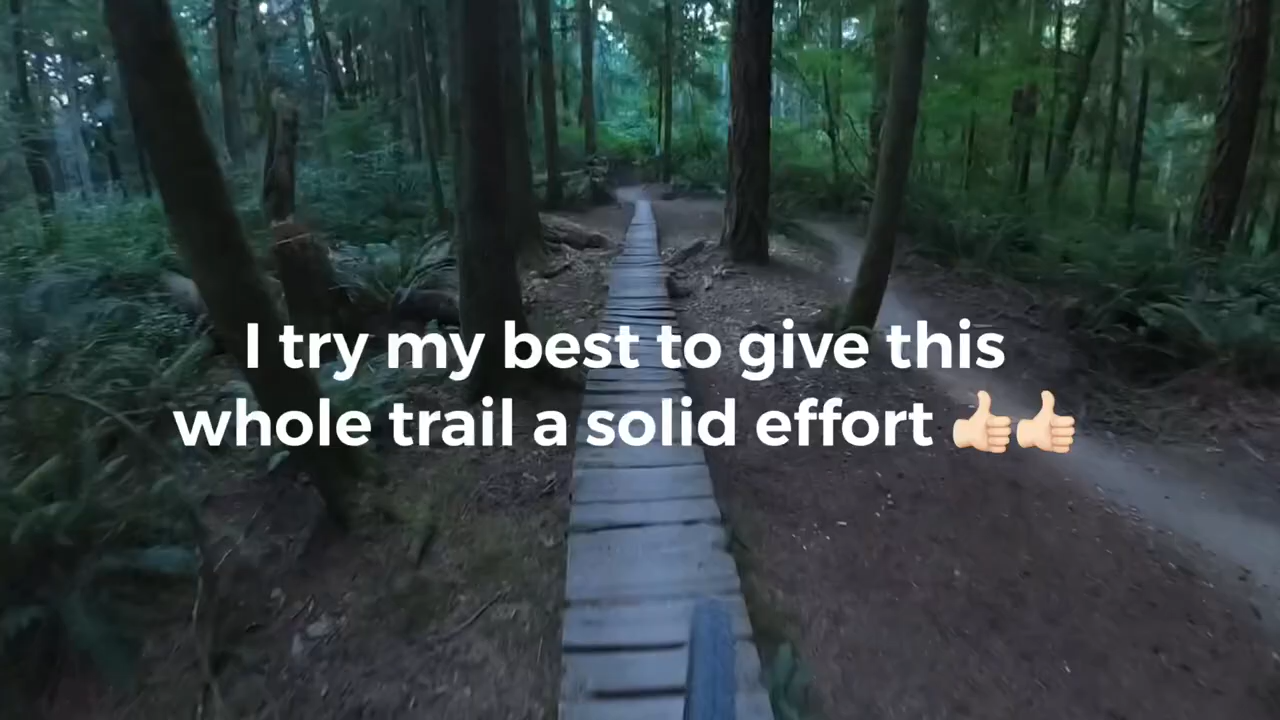 I try my best to give this
whole trail a solid effort 👍🏻👍🏻